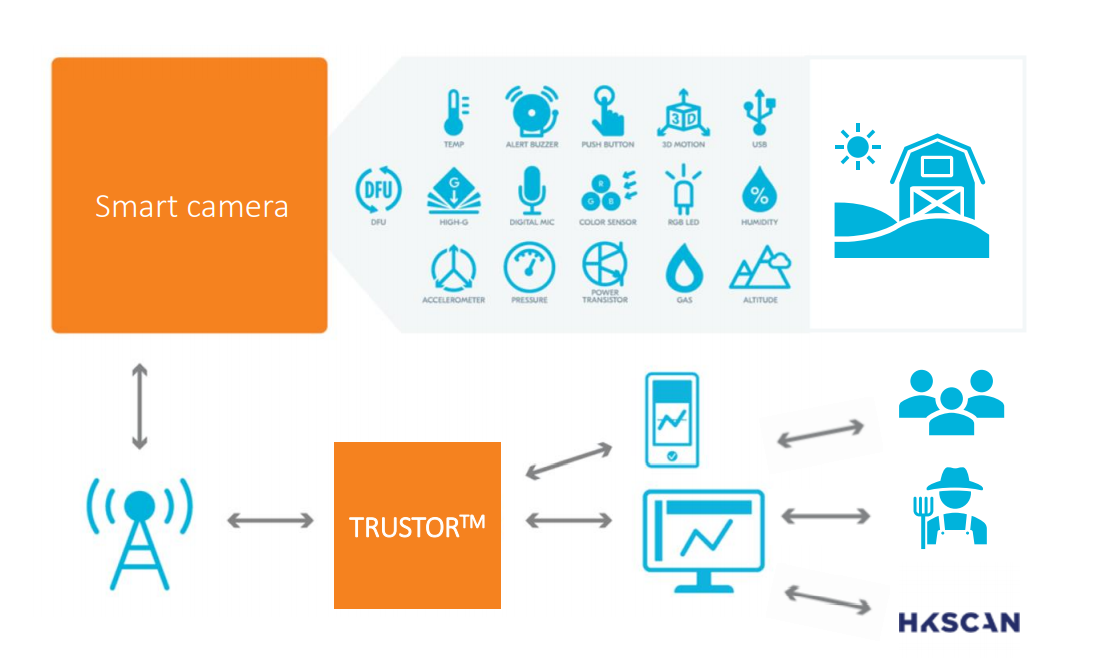 Smart camera
TEMP
ALERT BUZZER
PUSH BUTTON
3D
3D MOTION
USB
DFU
DFU
G
HIGH-G
DIGITAL MIC
R
G B
COLOR SENSOR
RGB LED
%
HUMIDITY
ACCELEROMETER
PRESSURE
POWER
TRANSISTOR
GAS
ALTITUDE
TRUSTOR™
HKSCAN